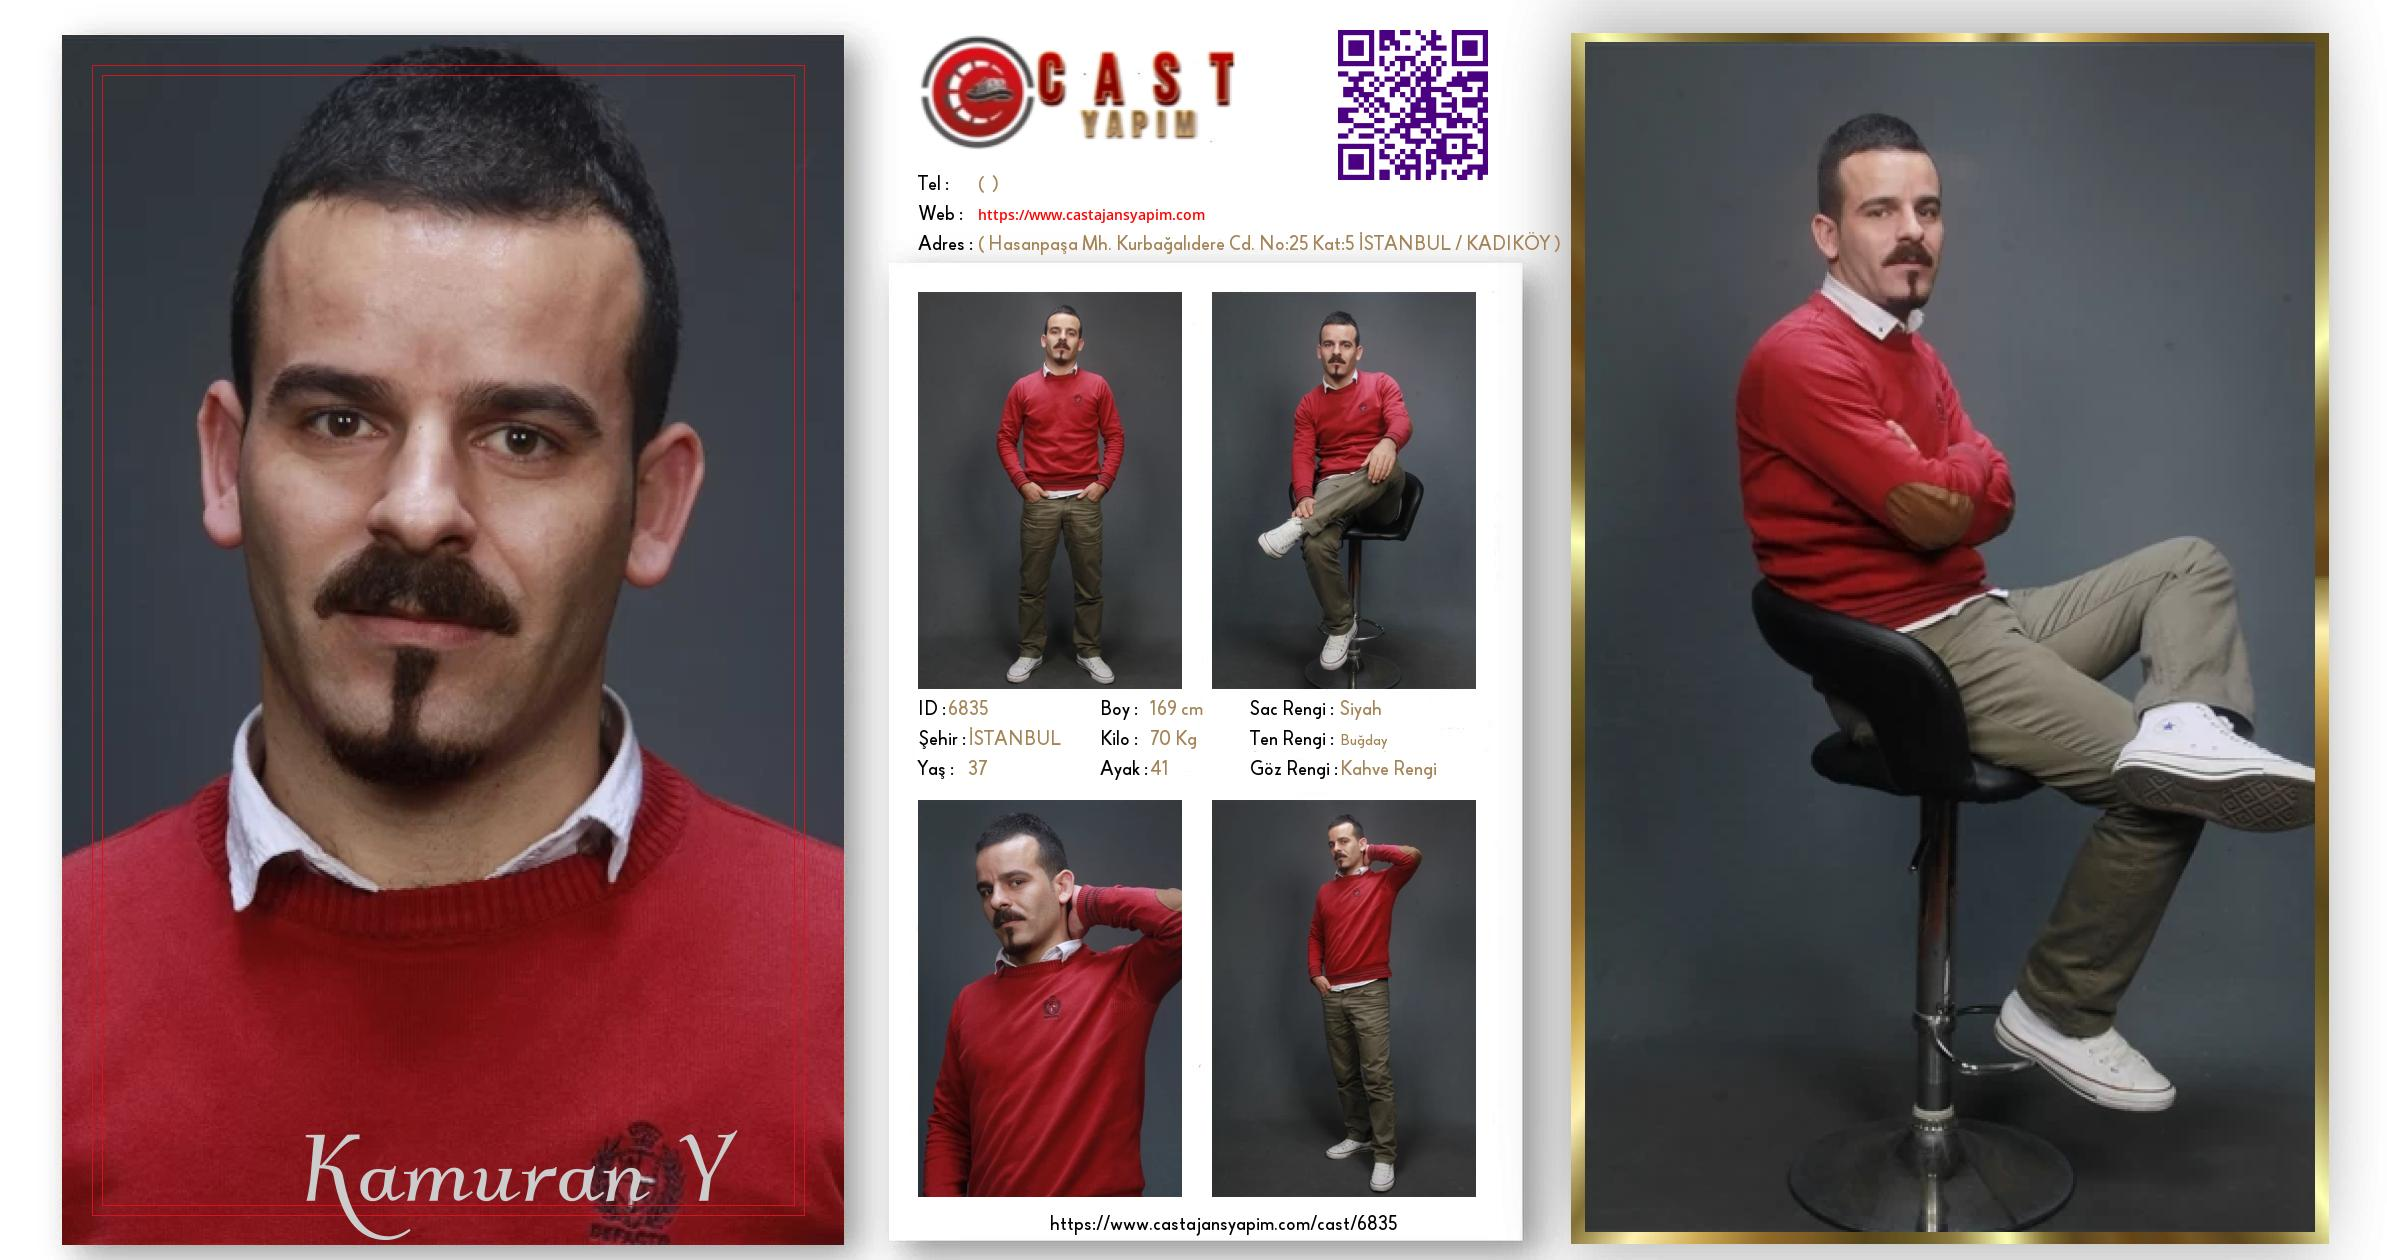 Kamuran Y
DEFACTO
CAST
YAPIM
Tel : ( )
Web : https://www.castajansyapim.com
Adres : ( Hasanpaşa Mh. Kurbağalıdere Cd. No:25 Kat:5 İSTANBUL / KADIKÖY )
ID : 6835 Boy : 169 cm Sac Rengi : Siyah
Şehir : İSTANBUL Kilo : 70 Kg Ten Rengi : Buğday
Yaş : 37 Ayak : 41 Göz Rengi : Kahve Rengi
https://www.castajansyapim.com/cast/6835